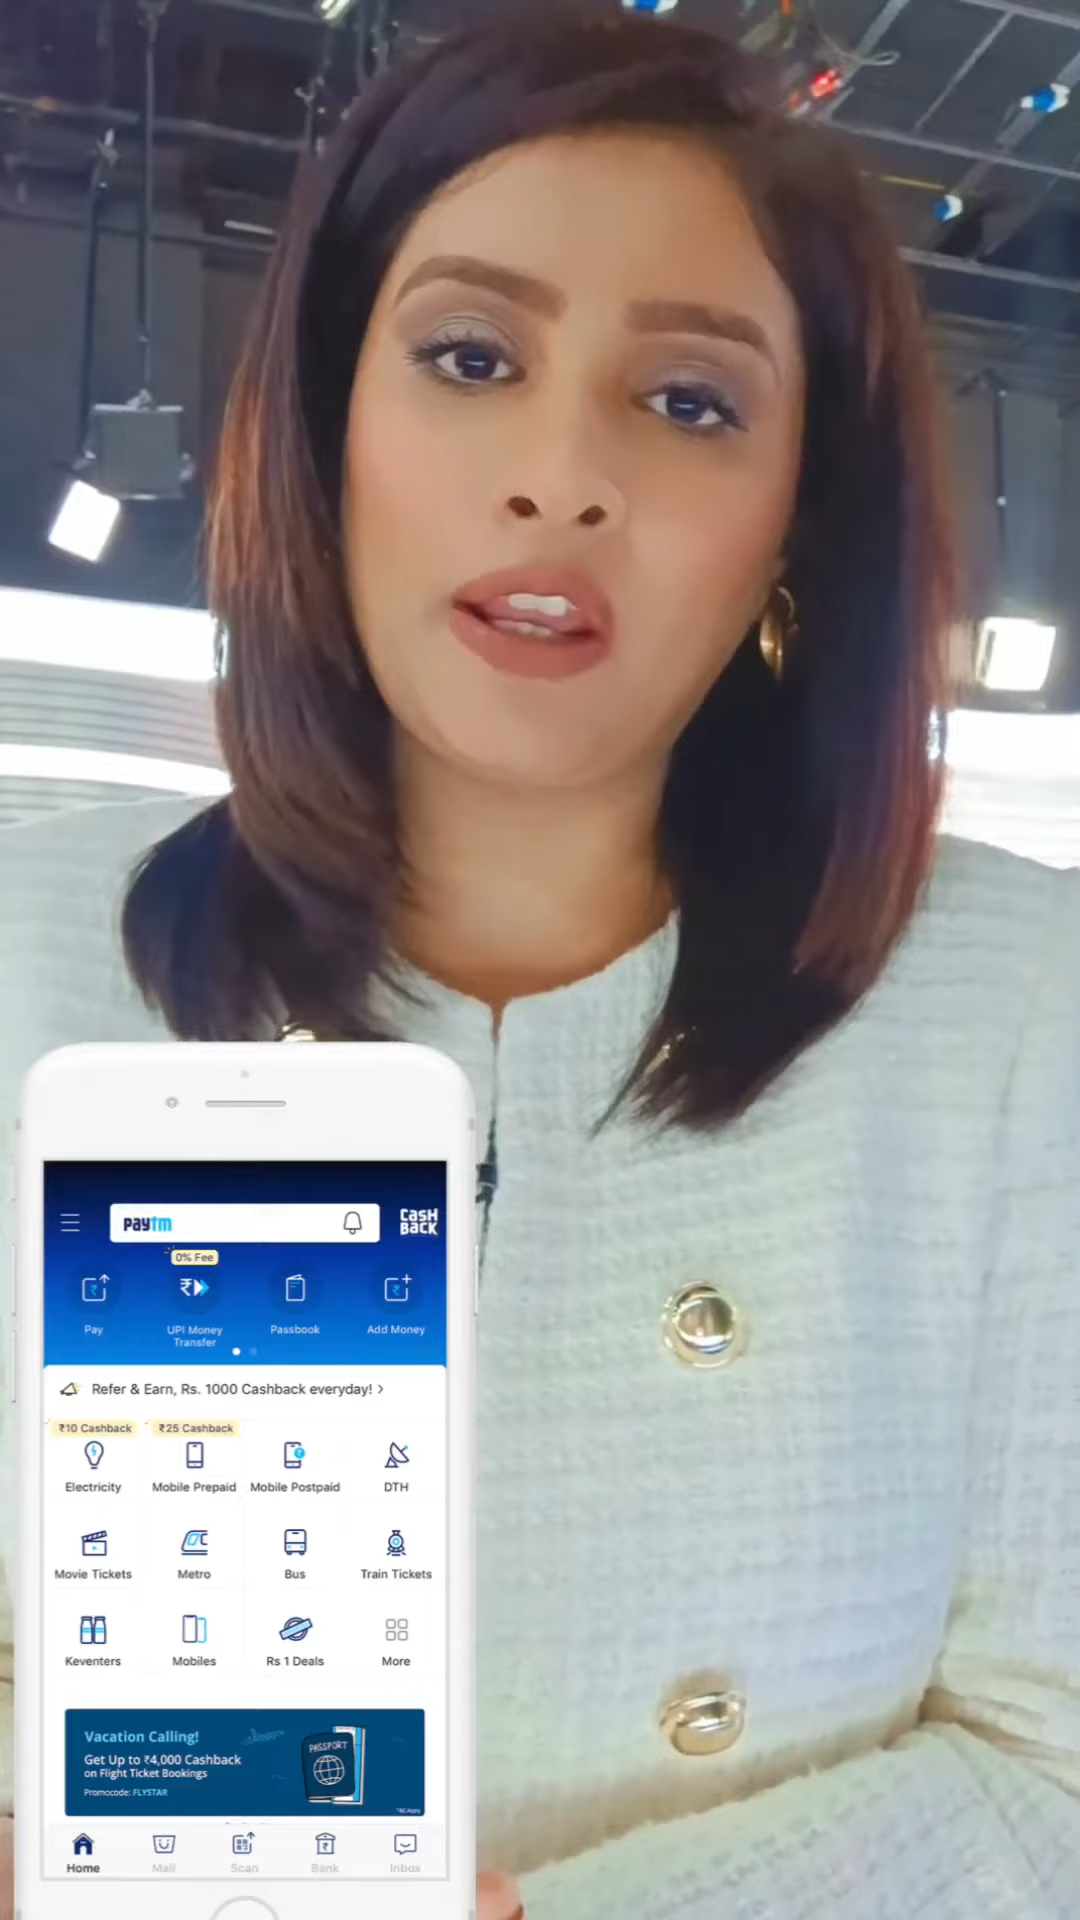 paytm
CASH
BACK
0% Fee
Pay
UPI Money
Transfer
Passbook
Add Money
Refer & Earn, Rs. 1000 Cashback everyday! >
₹10 Cashback
₹25 Cashback
Electricity
Mobile Prepaid
Mobile Postpaid
DTH
Movie Tickets
Metro
Bus
Train Tickets
Keventers
Mobiles
Rs 1 Deals
More
Vacation Calling!
Get Up to ₹4,000 Cashback
on Flight Ticket Bookings
Promocode: FLYSTAR
PASSPORT
Home
Mall
Scan
Bank
Inbox